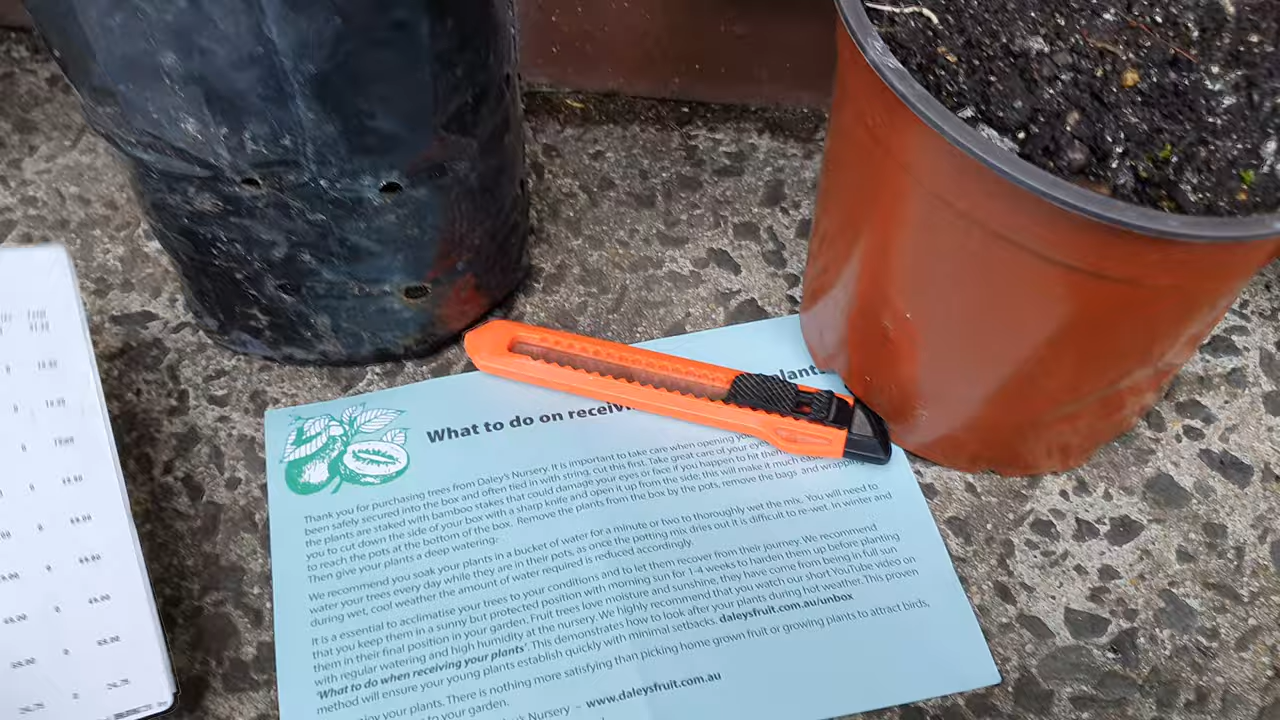 What to do on receivi
plants
Thank you for purchasing trees from Daley's Nursery. It is important to take care when opening yo
been safely secured into the box and often tied in with string, cut this first. Take great care of your eyes
the plants are staked with bamboo stakes that could damage your eyes or face if you happen to hit them
you to cut down the side of your box with a sharp knife and open it up from the side; this will make it much
to reach the pots at the bottom of the box. Remove the plants from the box by the pots, remove the bags, and wrapping
Then give your plants a deep watering:
We recommend you soak your plants in a bucket of water for a minute or two to thoroughly wet the mix. You will need to
water your trees every day while they are in their pots, as once the potting mix dries out it is difficult to re-wet. In winter and
during wet, cool weather the amount of water required is reduced accordingly.
It is a essential to acclimatise your trees to your conditions and to let them recover from their journey. We recommend
that you keep them in a sunny but protected position with morning sun for 1-4 weeks to harden them up before planting
them in their final position in your garden. Fruit trees love moisture and sunshine, they have come from being in full sun
with regular watering and high humidity at the nursery. We highly recommend that you watch our short YouTube video on
'What to do when receiving your plants'. This demonstrates how to look after your plants during hot weather. This proven
method will ensure your young plants establish quickly with minimal setbacks. daleysfruit.com.au/unbox
joy your plants. There is nothing more satisfying than picking home grown fruit or growing plants to attract birds,
to your garden.
Nursery – www.daleysfruit.com.au